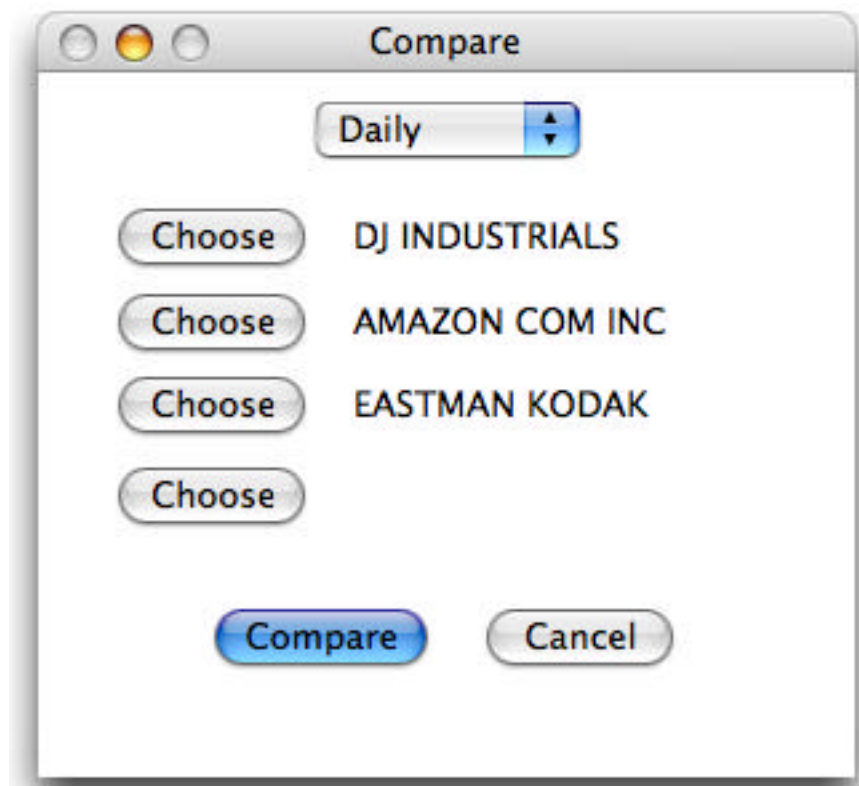 Compare
Daily
Choose DJ INDUSTRIALS
Choose AMAZON COM INC
Choose EASTMAN KODAK
Choose
Compare Cancel